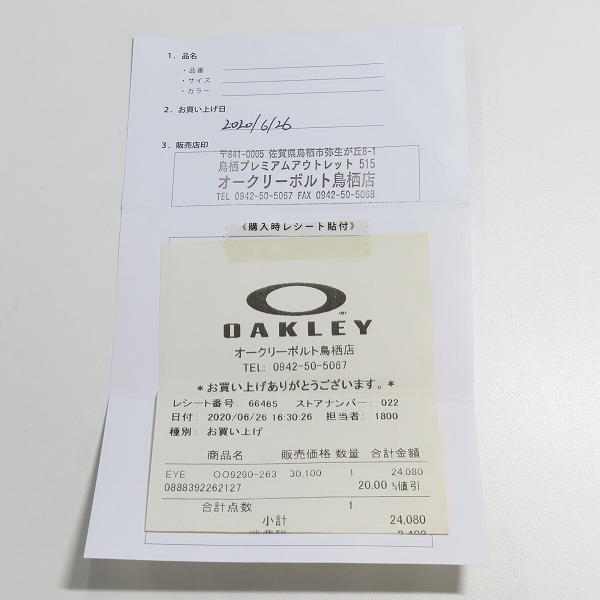 1．品名
・品番
・サイズ
・カラー
2．お買い上げ日
2020/6/26
3．販売店印
〒841-0005 佐賀県鳥栖市弥生が丘8-1
鳥栖プレミアムアウトレット 515
オークリーボルト鳥栖店
TEL 0942-50-5067 FAX 0942-50-5068
《購入時レシート貼付》
OAKLEY
オークリーボルト鳥栖店
TEL: 0942-50-5067
＊お買い上げありがとうございます。＊
レシート番号: 66465 ストアナンバー: 022
日付: 2020/06/26 16:30:26 担当者: 1800
種別: お買い上げ
商品名 販売価格 数量 合計金額
EYE OO9290-263 30,100 1 24,080
0888392262127 20.00 %値引
合計点数 1
小計 24,080